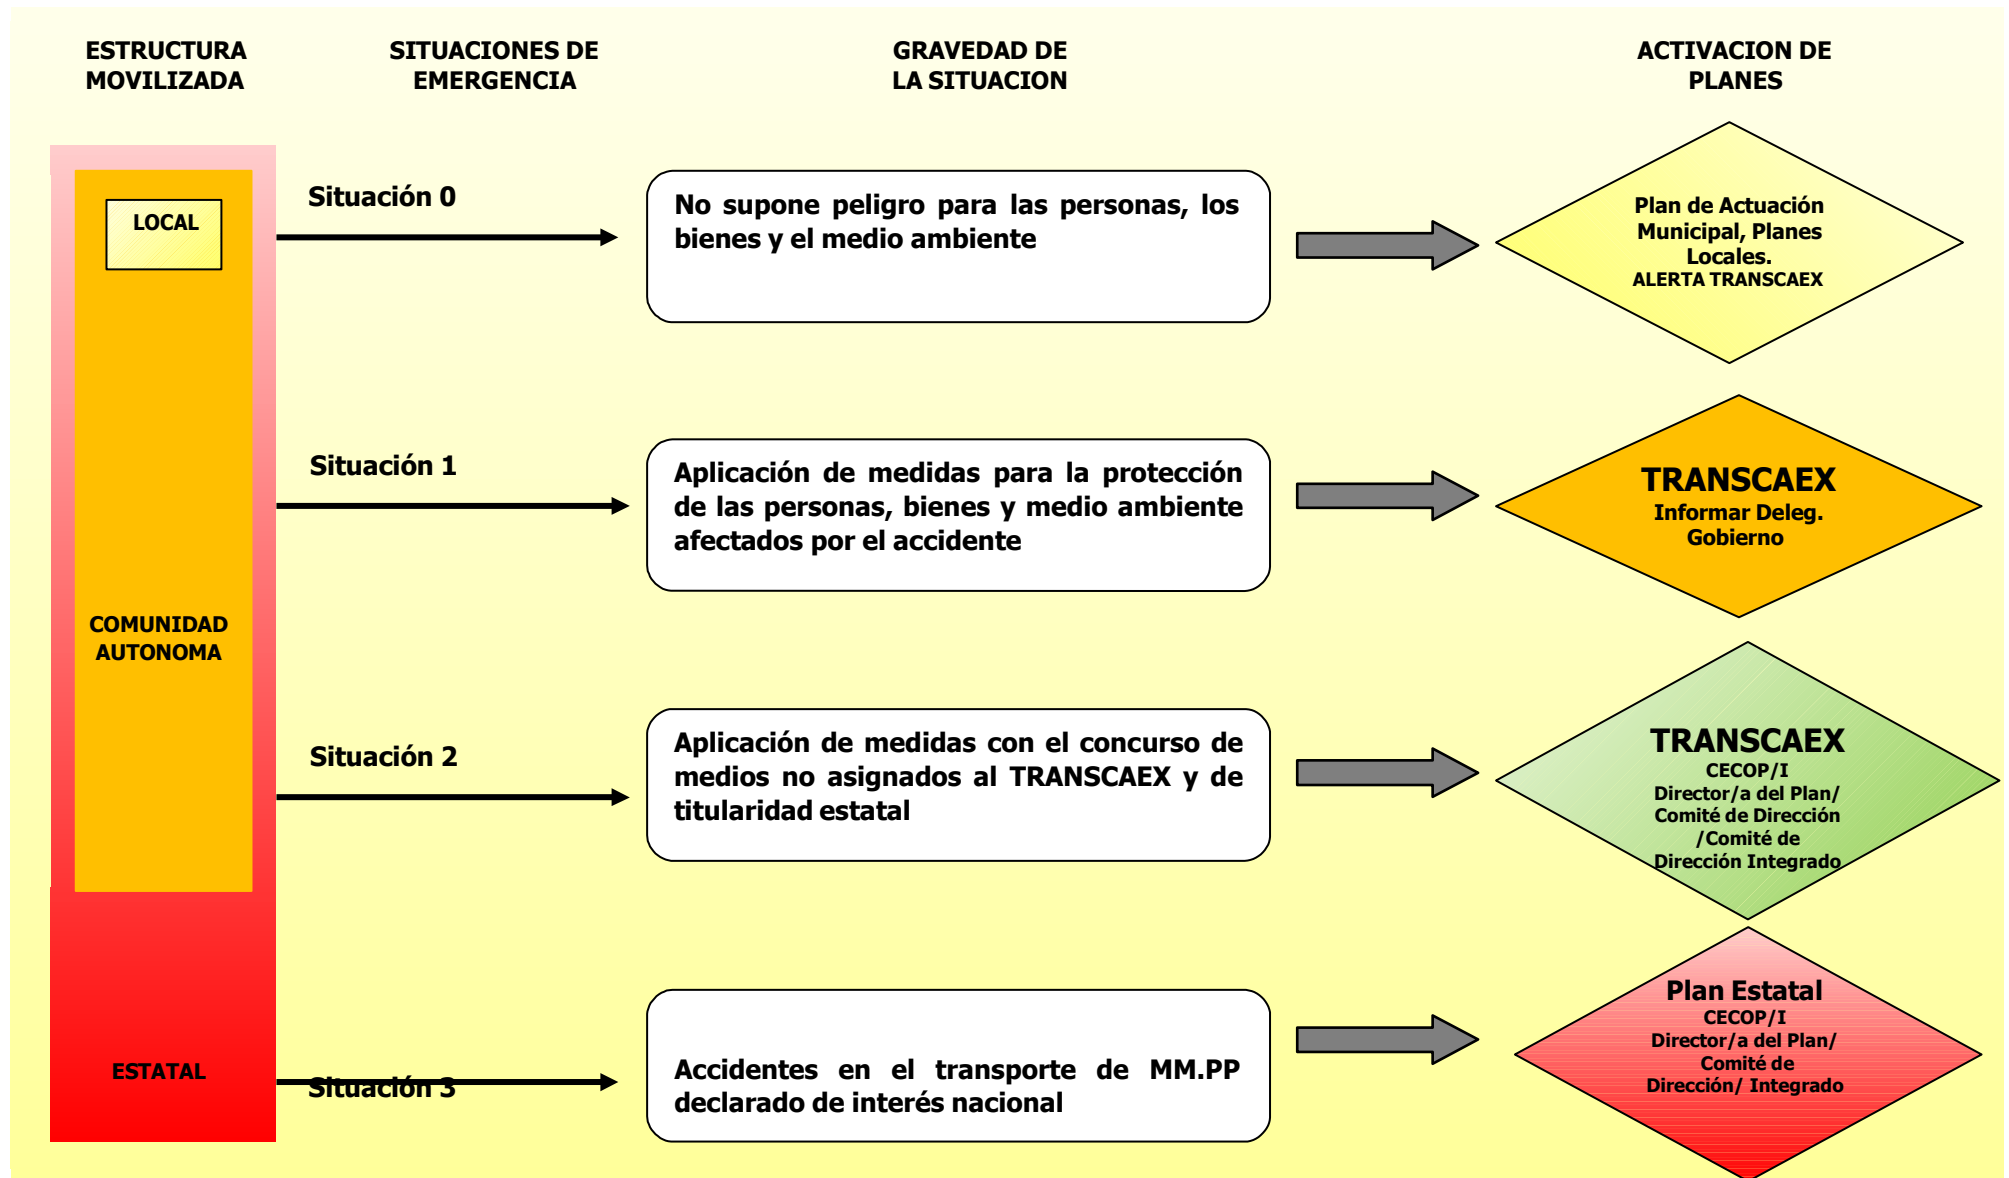 ESTRUCTURA
MOVILIZADA
SITUACIONES DE
EMERGENCIA
GRAVEDAD DE
LA SITUACION
ACTIVACION DE
PLANES
LOCAL
Situación 0
No supone peligro para las personas, los
bienes y el medio ambiente
Plan de Actuación
Municipal, Planes
Locales.
ALERTA TRANSCAEX
Situación 1
Aplicación de medidas para la protección
de las personas, bienes y medio ambiente
afectados por el accidente
TRANSCAEX
Informar Deleg.
Gobierno
COMUNIDAD
AUTONOMA
Situación 2
Aplicación de medidas con el concurso de
medios no asignados al TRANSCAEX y de
titularidad estatal
TRANSCAEX
CECOP/I
Director/a del Plan/
Comité de Dirección
/Comité de
Dirección Integrado
ESTATAL
Situación 3
Accidentes en el transporte de MM.PP
declarado de interés nacional
Plan Estatal
CECOP/I
Director/a del Plan/
Comité de
Dirección/ Integrado